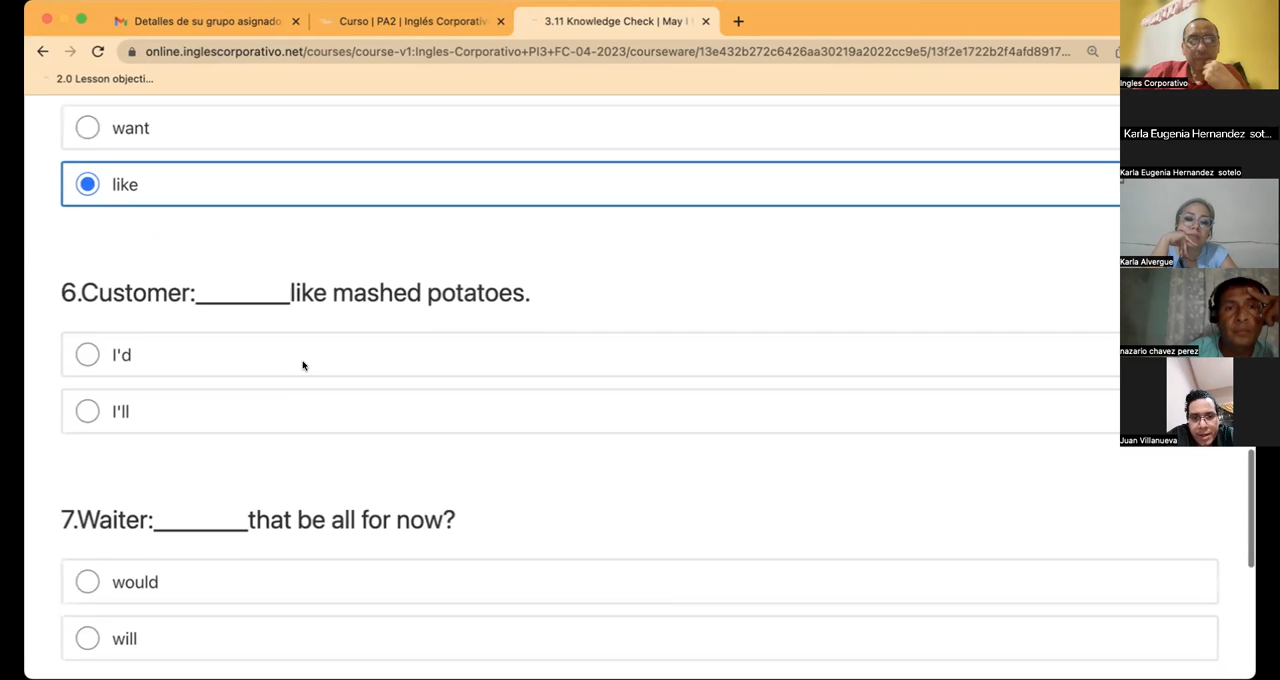 Detalles de su grupo asignado
Curso | PA2 | Inglés Corporativ
3.11 Knowledge Check | May I
online.inglescorporativo.net/courses/course-v1:Ingles-Corporativo+PI3+FC-04-2023/courseware/13e432b272c6426aa30219a2022cc9e5/13f2e1722b2f4afd8917...
2.0 Lesson objecti...
want
like
6.Customer:________like mashed potatoes.
I'd
I'll
7.Waiter:________that be all for now?
would
will
Ingles Corporativo
Karla Eugenia Hernandez sot...
Karla Eugenia Hernandez sotelo
Karla Alvergue
nazario chavez perez
Juan Villanueva